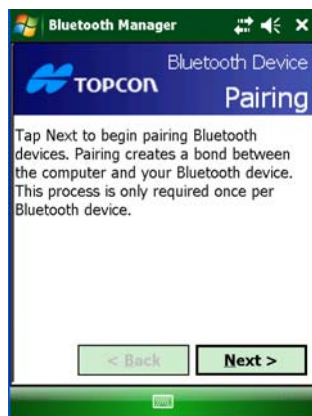 Bluetooth Manager
Bluetooth Device
TOPCON
Pairing
Tap Next to begin pairing Bluetooth
devices. Pairing creates a bond between
the computer and your Bluetooth device.
This process is only required once per
Bluetooth device.
< Back
Next >